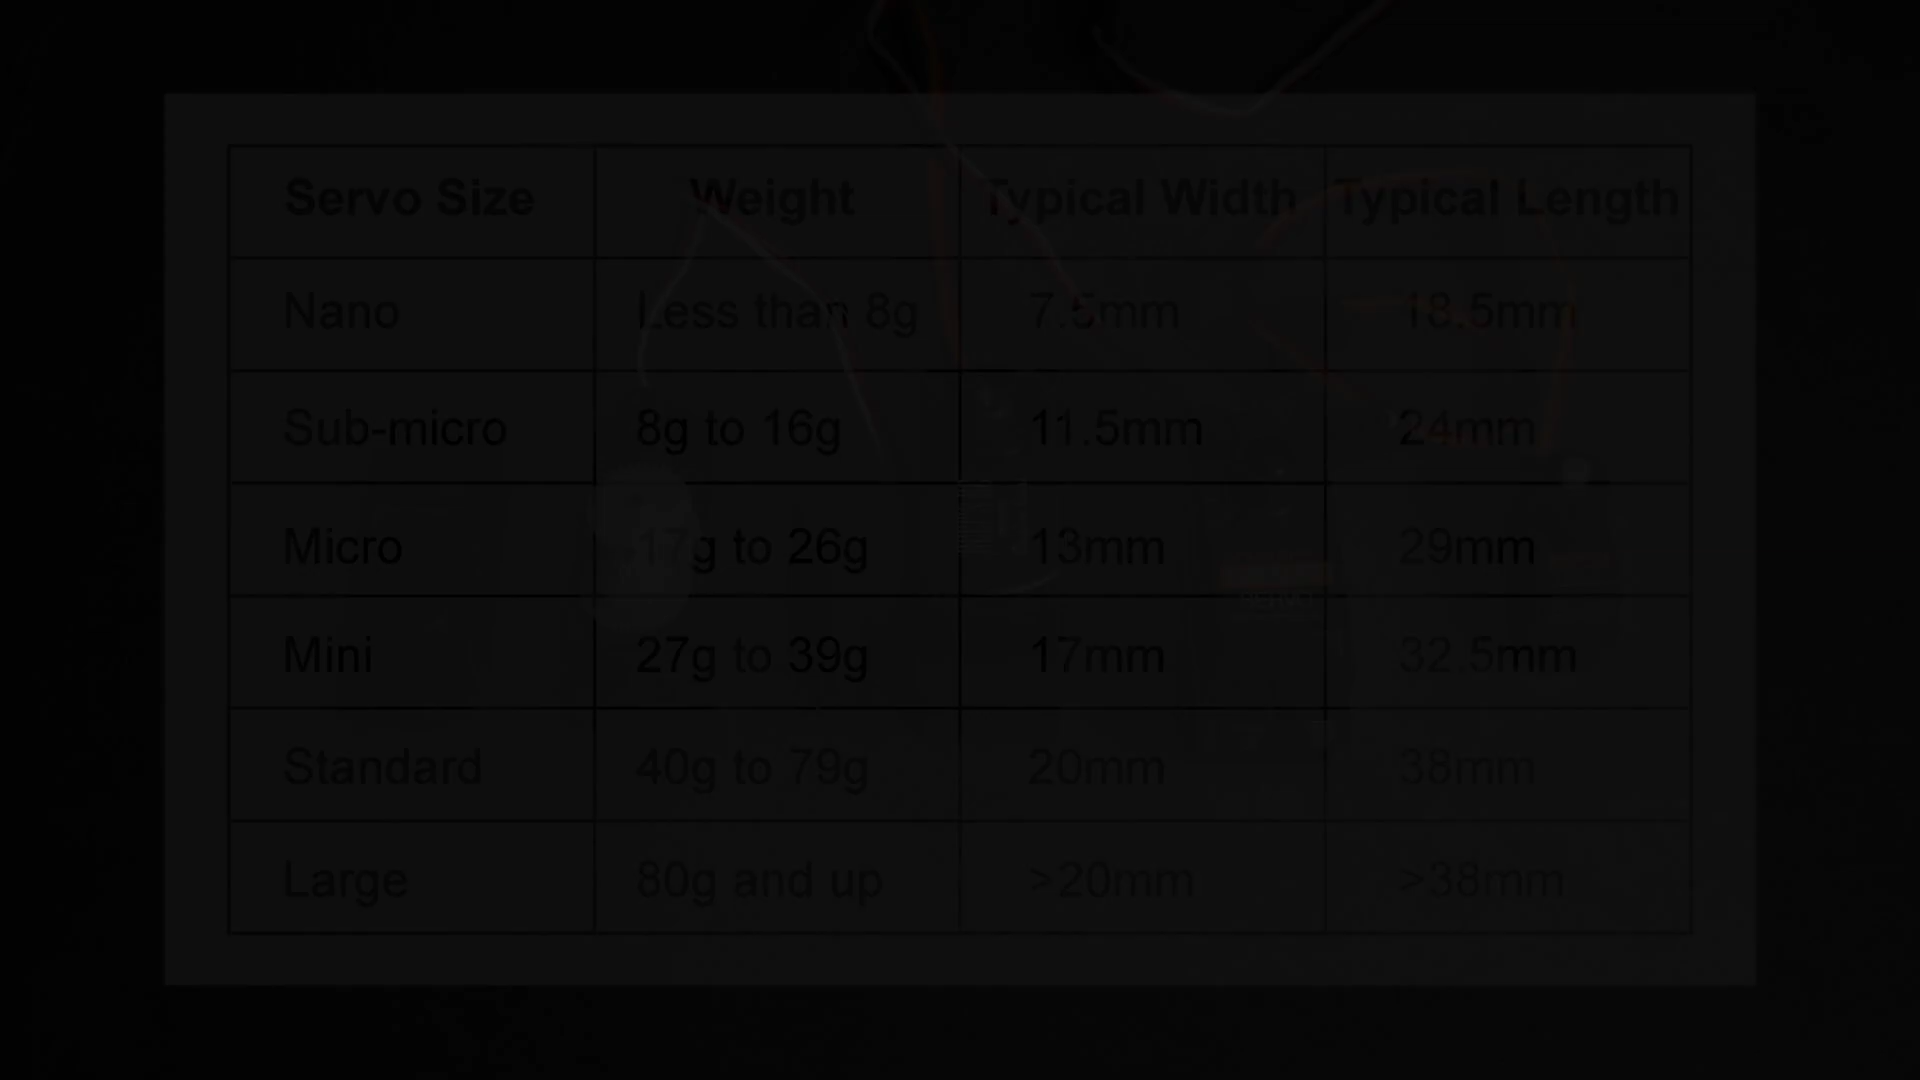 Servo Size Weight Typical Width Typical Length
Nano Less than 8g 7.5mm 18.5mm
Sub-micro 8g to 16g 11.5mm 24mm
Micro 17g to 26g 13mm 29mm
Mini 27g to 39g 17mm 32.5mm
Standard 40g to 79g 20mm 38mm
Large 80g and up >20mm >38mm